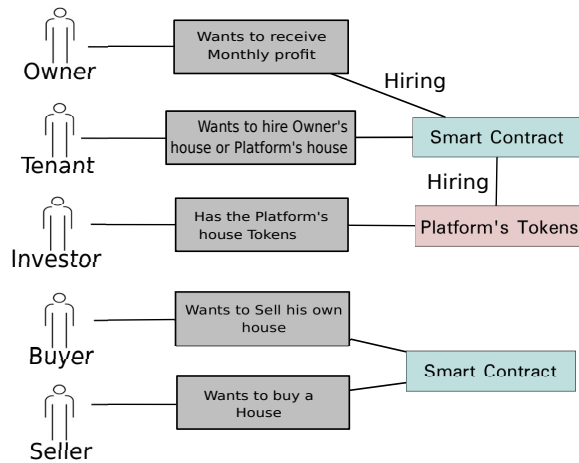 Owner
Wants to receive
Monthly profit
Hiring
Tenant
Wants to hire Owner's
house or Platform's house
Smart Contract
Hiring
Investor
Has the Platform's
house Tokens
Platform's Tokens
Buyer
Wants to Sell his own
house
Smart Contract
Seller
Wants to buy a
House